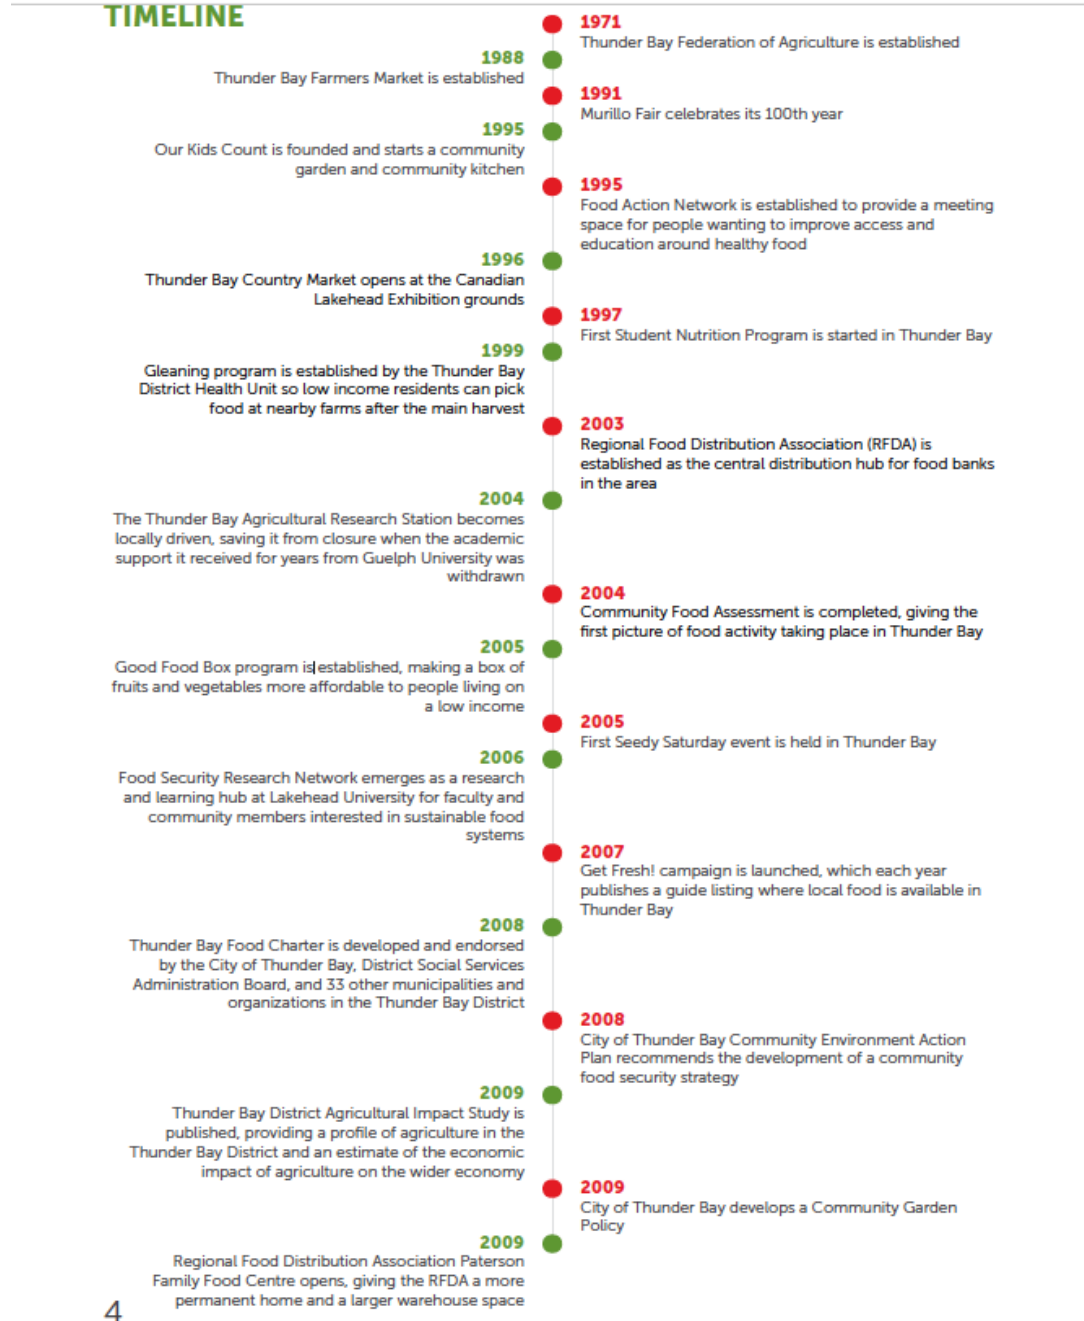 TIMELINE
1971
Thunder Bay Federation of Agriculture is established
1988
Thunder Bay Farmers Market is established
1991
Murillo Fair celebrates its 100th year
1995
Our Kids Count is founded and starts a community
garden and community kitchen
1995
Food Action Network is established to provide a meeting
space for people wanting to improve access and
education around healthy food
1996
Thunder Bay Country Market opens at the Canadian
Lakehead Exhibition grounds
1997
First Student Nutrition Program is started in Thunder Bay
1999
Gleaning program is established by the Thunder Bay
District Health Unit so low income residents can pick
food at nearby farms after the main harvest
2003
Regional Food Distribution Association (RFDA) is
established as the central distribution hub for food banks
in the area
2004
The Thunder Bay Agricultural Research Station becomes
locally driven, saving it from closure when the academic
support it received for years from Guelph University was
withdrawn
2004
Community Food Assessment is completed, giving the
first picture of food activity taking place in Thunder Bay
2005
Good Food Box program is established, making a box of
fruits and vegetables more affordable to people living on
a low income
2005
First Seedy Saturday event is held in Thunder Bay
2006
Food Security Research Network emerges as a research
and learning hub at Lakehead University for faculty and
community members interested in sustainable food
systems
2007
Get Fresh! campaign is launched, which each year
publishes a guide listing where local food is available in
Thunder Bay
2008
Thunder Bay Food Charter is developed and endorsed
by the City of Thunder Bay, District Social Services
Administration Board, and 33 other municipalities and
organizations in the Thunder Bay District
2008
City of Thunder Bay Community Environment Action
Plan recommends the development of a community
food security strategy
2009
Thunder Bay District Agricultural Impact Study is
published, providing a profile of agriculture in the
Thunder Bay District and an estimate of the economic
impact of agriculture on the wider economy
2009
City of Thunder Bay develops a Community Garden
Policy
2009
Regional Food Distribution Association Paterson
Family Food Centre opens, giving the RFDA a more
permanent home and a larger warehouse space
4